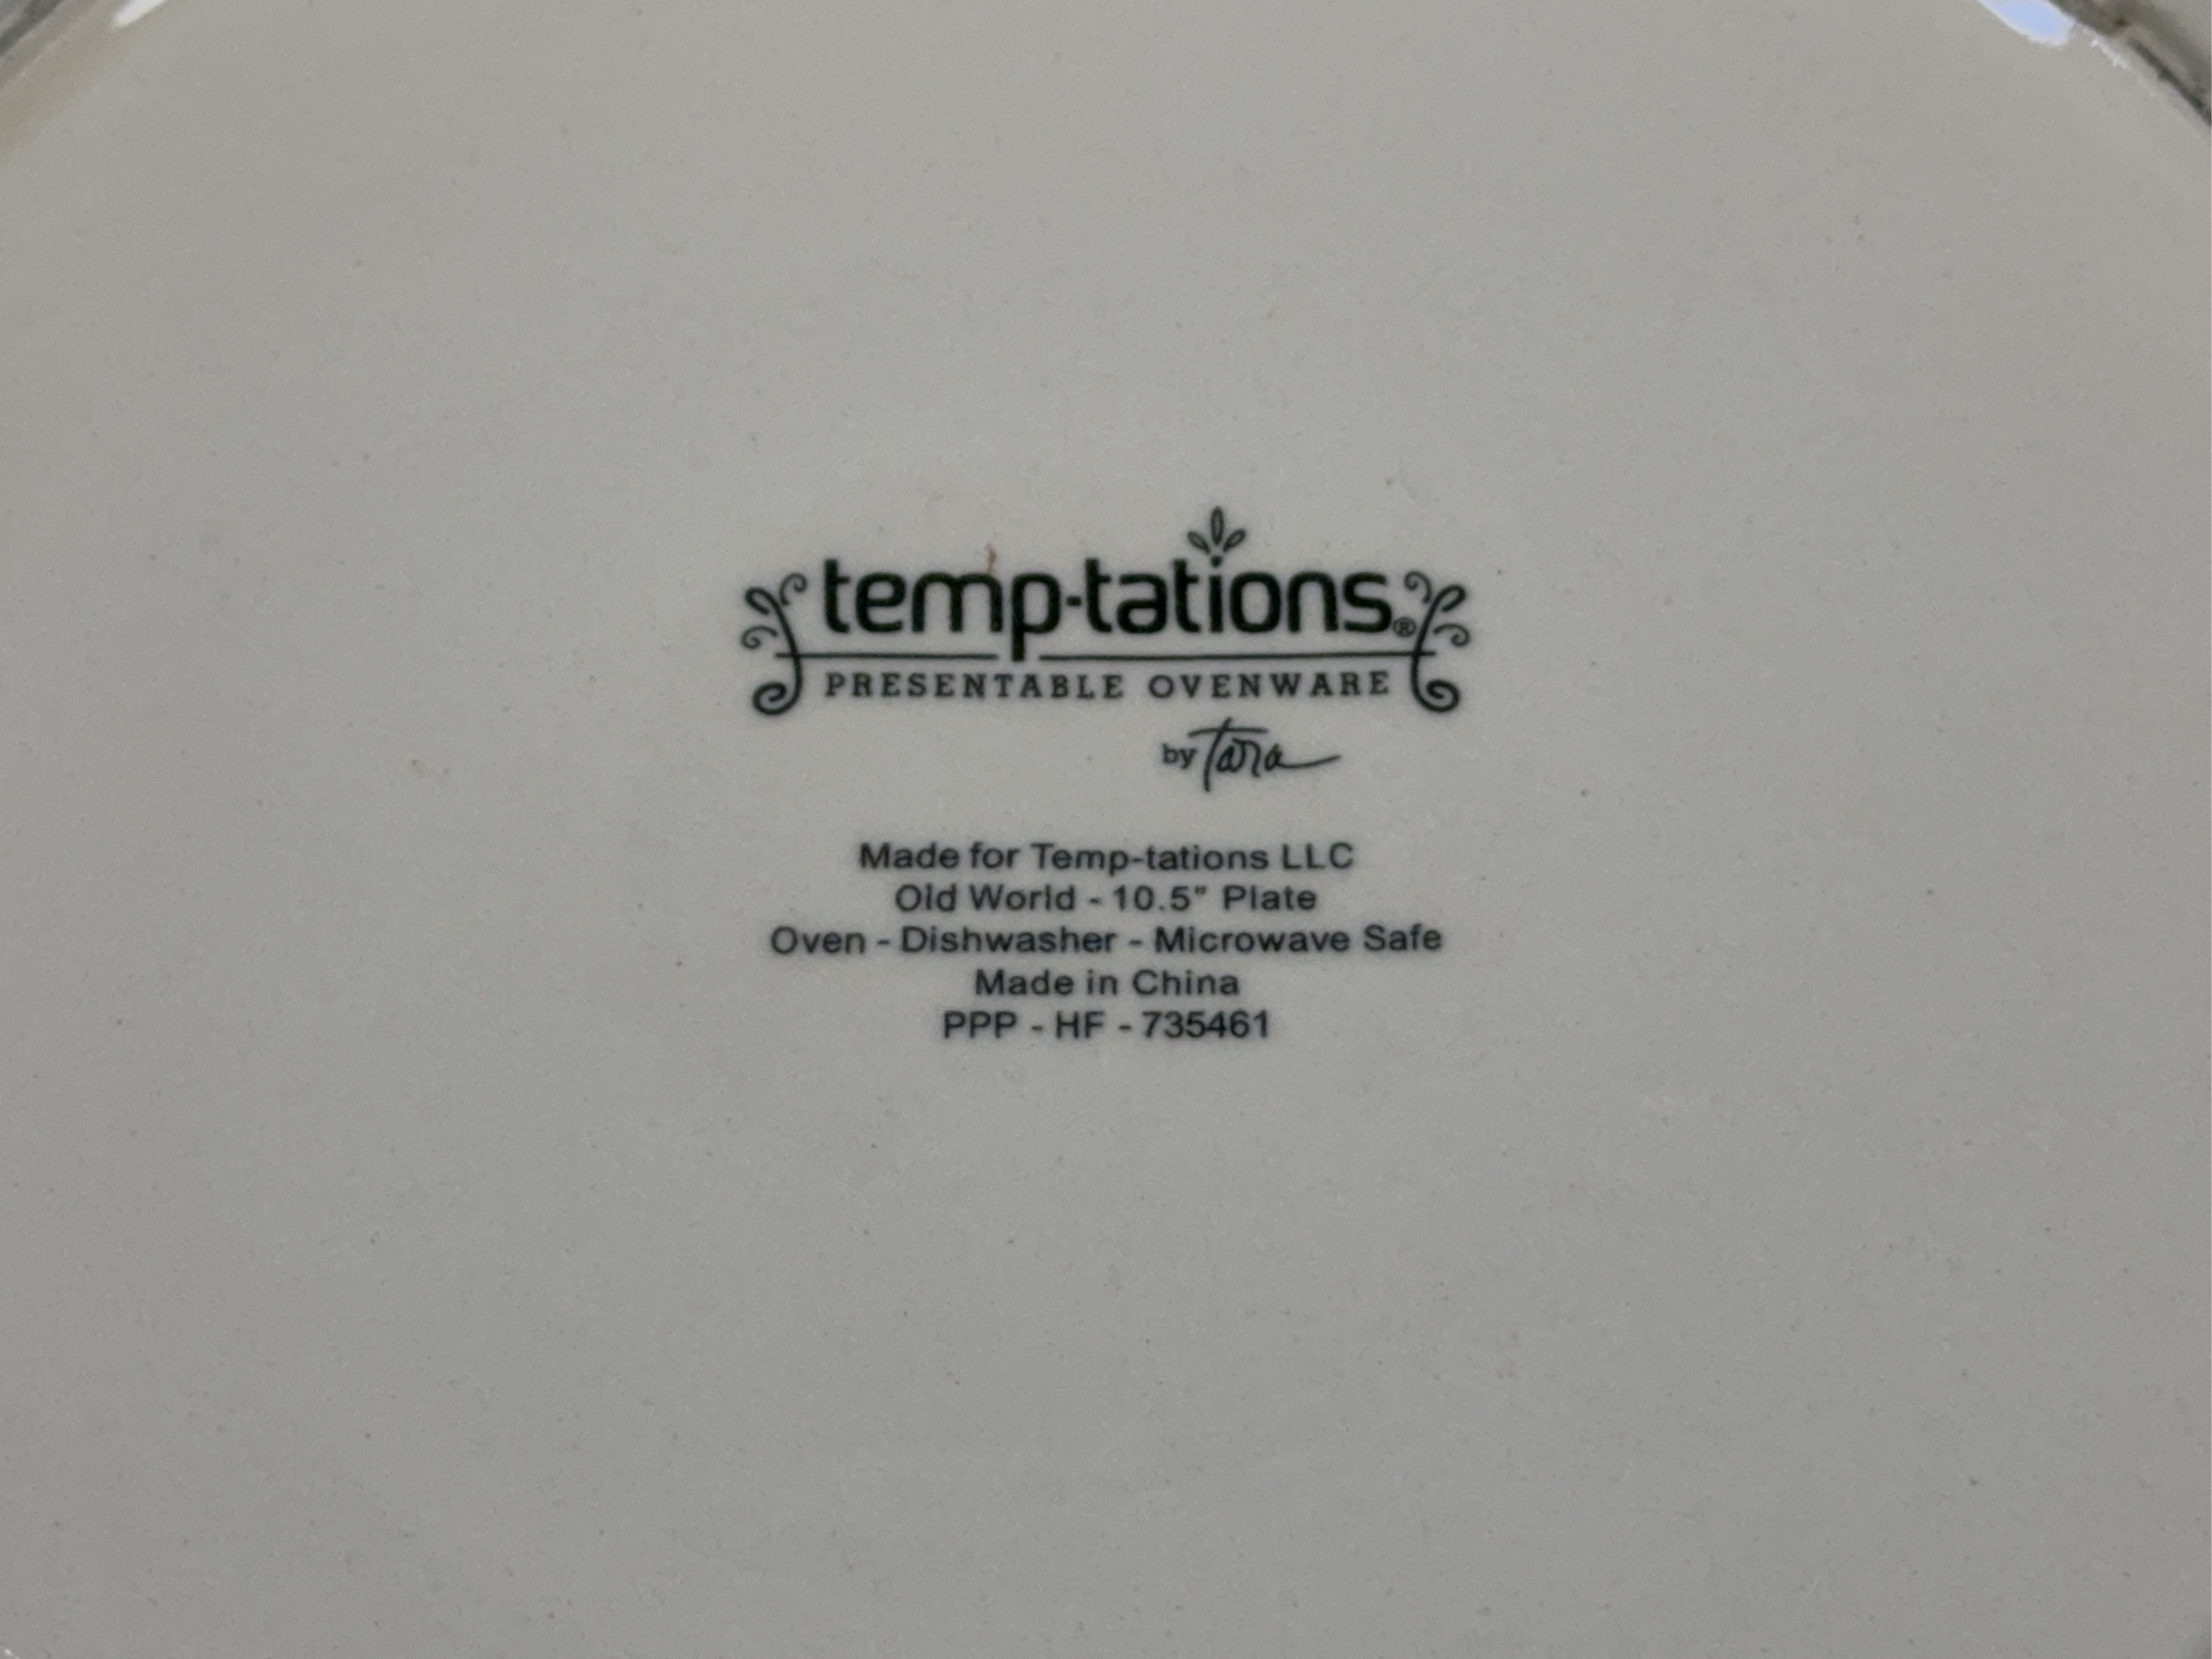 temp-tations®
PRESENTABLE OVENWARE
by Tara
Made for Temp-tations LLC
Old World - 10.5" Plate
Oven - Dishwasher - Microwave Safe
Made in China
PPP - HF - 735461